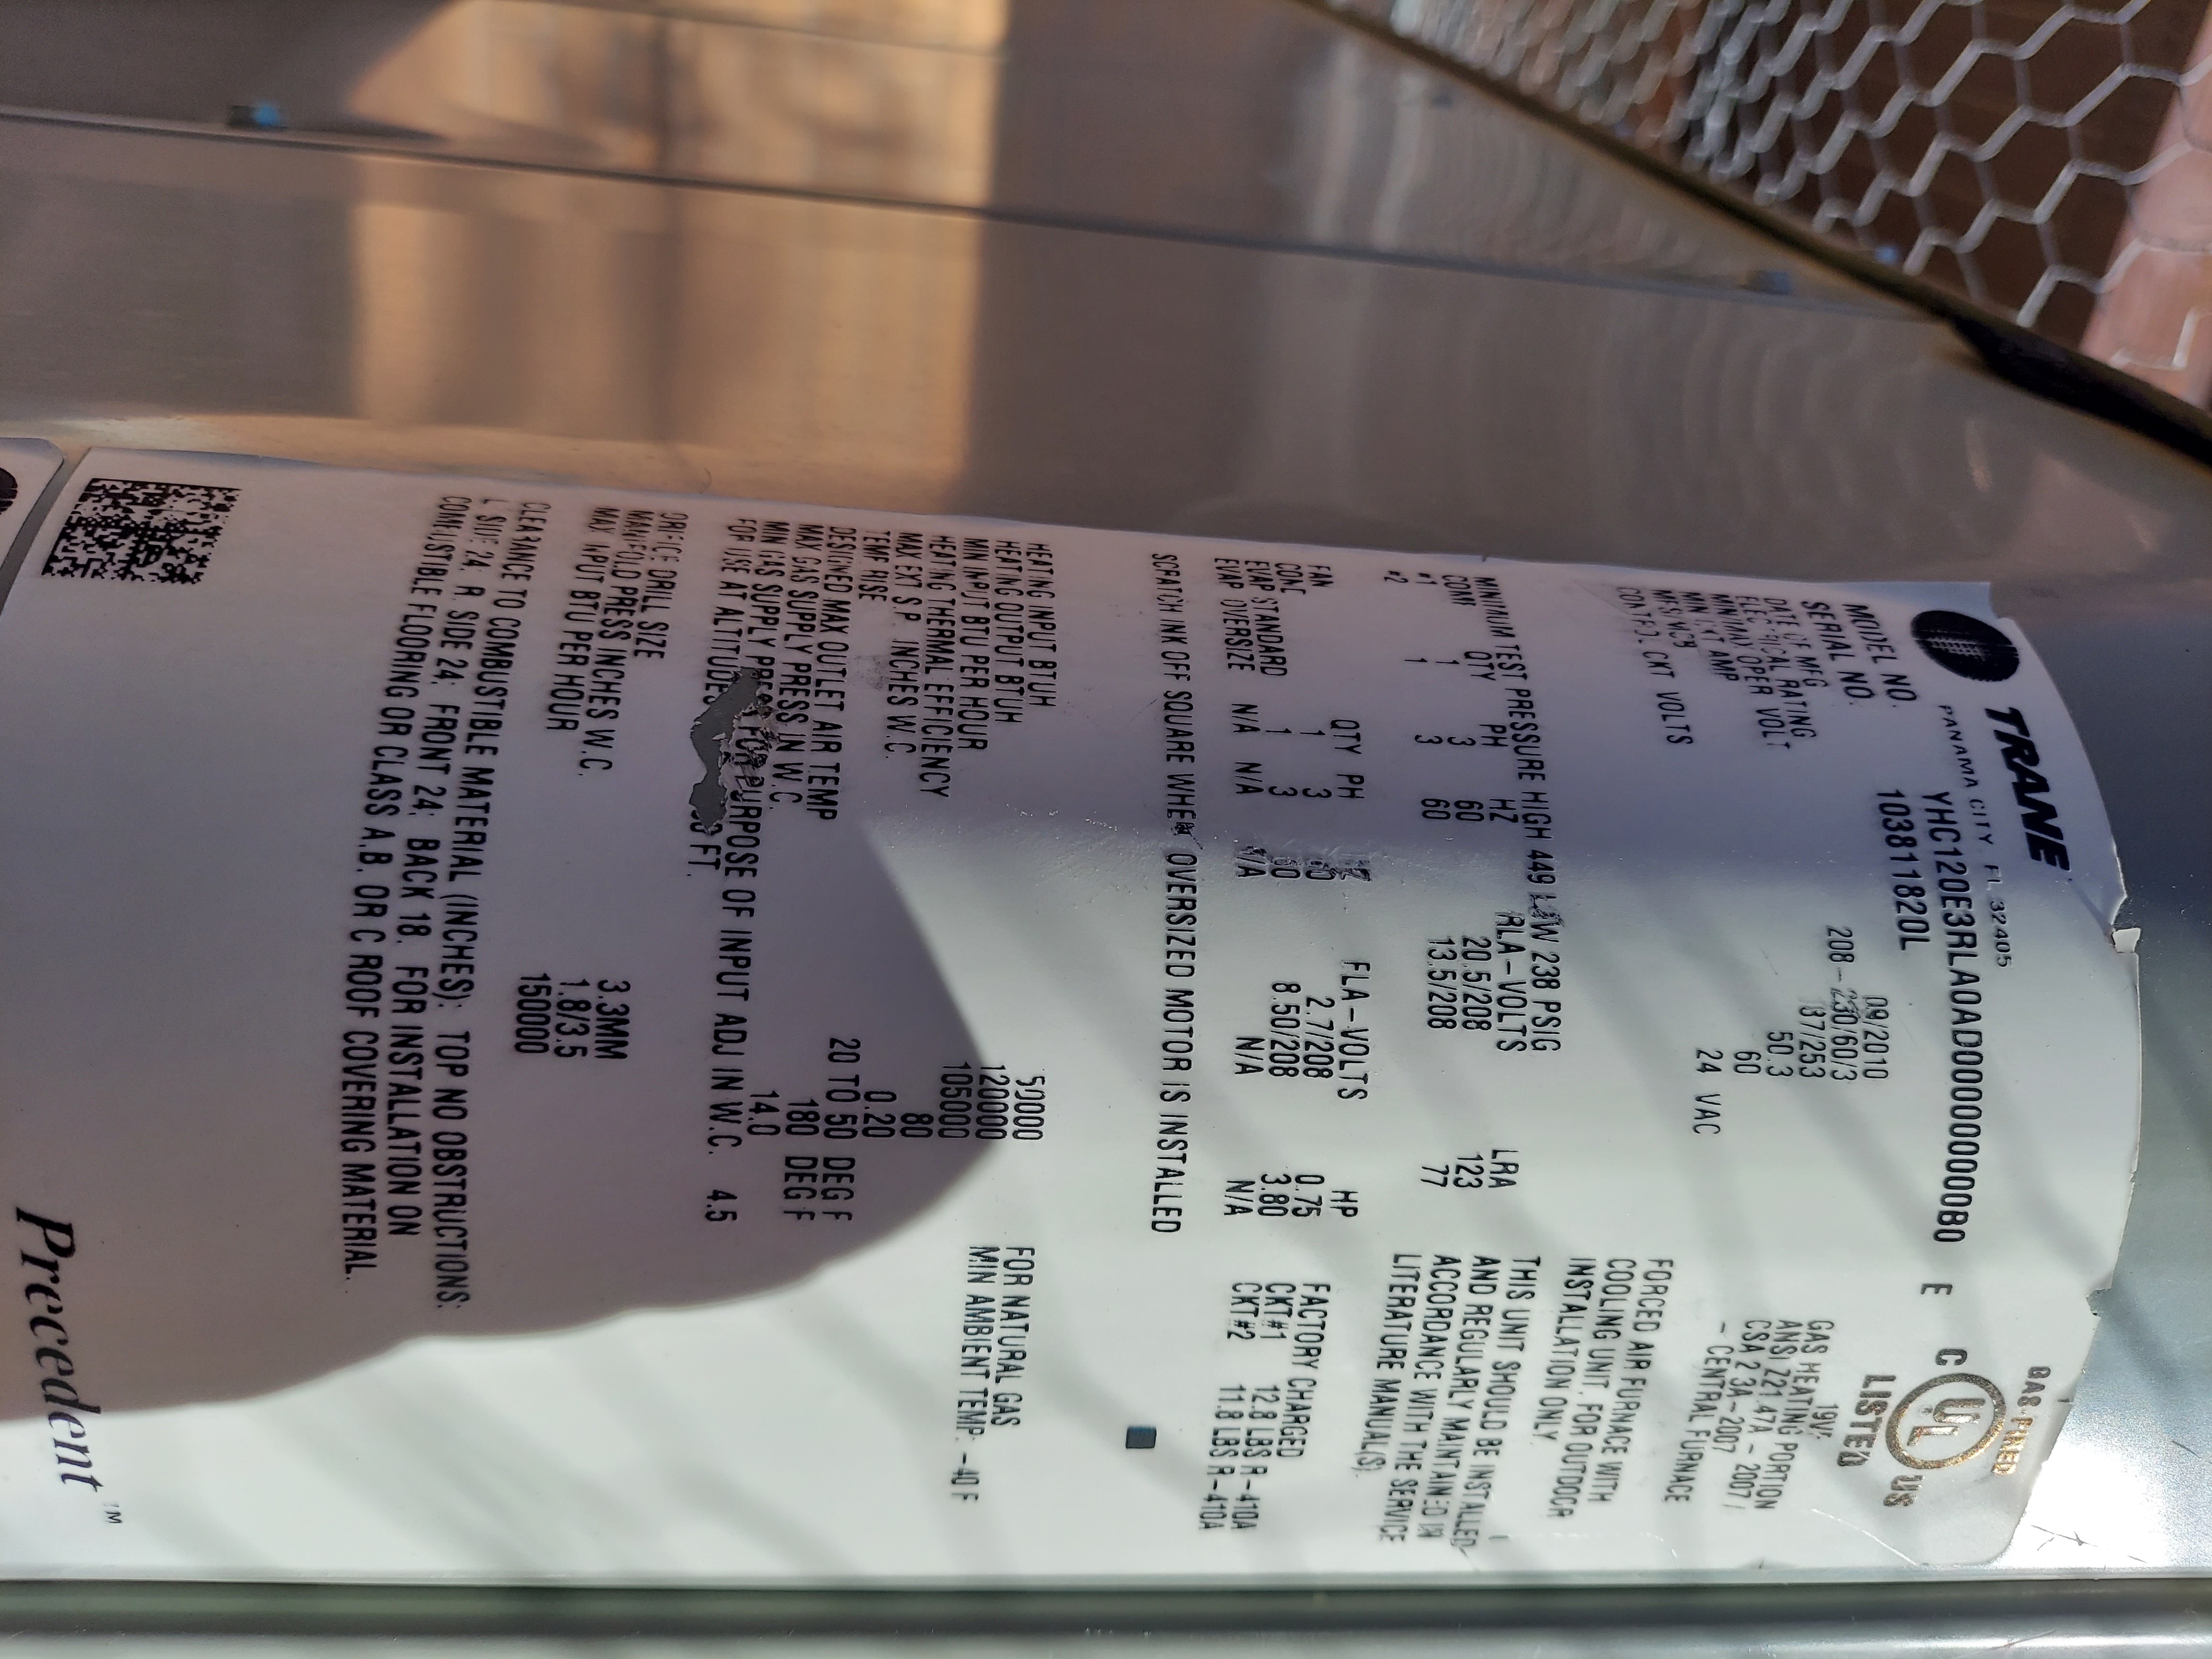 TRANE
PANAMA CITY, FL 32405
GAS FIRED
MODEL NO. YHC120E3RLA0AD0000000000B0 E
SERIAL NO. 103811820L
C UL US
LISTED
DATE OF MFG 09/2010
ELECTRICAL RATING 208-230/60/3
MIN/MAX OPER VOLT 187/253
MIN CKT AMP 50.3
60
CONTROL CKT VOLTS 24 VAC
GAS HEATING PORTION
ANSI Z21.47A - 2007 /
CSA 2.3A-2007
- CENTRAL FURNACE
FORCED AIR FURNACE WITH
COOLING UNIT, FOR OUTDOOR
INSTALLATION ONLY
MINIMUM TEST PRESSURE HIGH 449 LOW 238 PSIG
COMP QTY PH HZ RLA-VOLTS LRA
#1 1 3 60 20.5/208 123
#2 1 3 60 13.5/208 77
THIS UNIT SHOULD BE INSTALLED
AND REGULARLY MAINTAINED IN
ACCORDANCE WITH THE SERVICE
LITERATURE MANUAL(S).
QTY PH HZ FLA-VOLTS HP
FAN 1 3 60 2.7/208 0.75
COND 1 3 60 8.50/208 3.80
EVAP STANDARD N/A N/A N/A N/A N/A
EVAP OVERSIZE
FACTORY CHARGED
CKT#1 12.8 LBS R-410A
CKT#2 11.8 LBS R-410A
SCRATCH INK OFF SQUARE WHEN OVERSIZED MOTOR IS INSTALLED
HEATING INPUT BTUH
HEATING OUTPUT BTUH 120000
MIN INPUT BTU PER HOUR 105000
HEATING THERMAL EFFICIENCY 80
MAX EXT S.P. INCHES W.C. 0.20
TEMP RISE 20 TO 50 DEG F
DESIGNED MAX OUTLET AIR TEMP 180 DEG F
MAX GAS SUPPLY PRESS IN W.C. 14.0
MIN GAS SUPPLY PRESS FOR PURPOSE OF INPUT ADJ IN W.C. 4.5
FOR USE AT ALTITUDES FT.
FOR NATURAL GAS
MIN AMBIENT TEMP: -40 F
ORIFICE DRILL SIZE 3.3MM
MANIFOLD PRESS INCHES W.C. 1.8/3.5
MAX INPUT BTU PER HOUR 150000
CLEARANCE TO COMBUSTIBLE MATERIAL (INCHES): TOP NO OBSTRUCTIONS:
L SIDE 24, R SIDE 24; FRONT 24; BACK 18. FOR INSTALLATION ON
COMBUSTIBLE FLOORING OR CLASS A,B, OR C ROOF COVERING MATERIAL.
Precedent ™